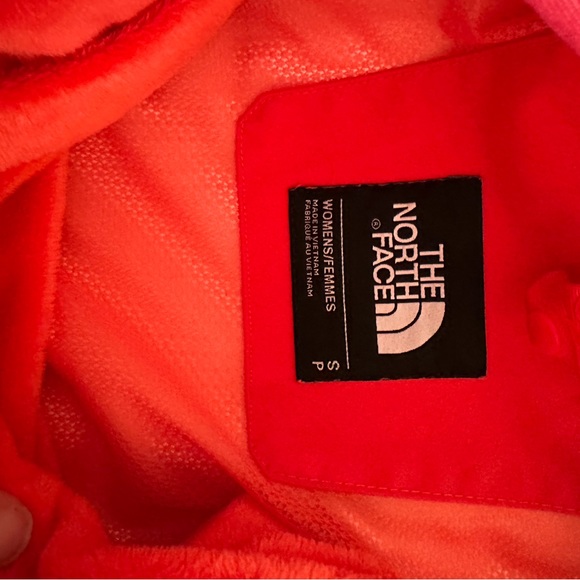 THE
NORTH
FACE®
WOMENS/FEMMES
MADE IN VIETNAM
FABRIQUÉ AU VIETNAM
S
P